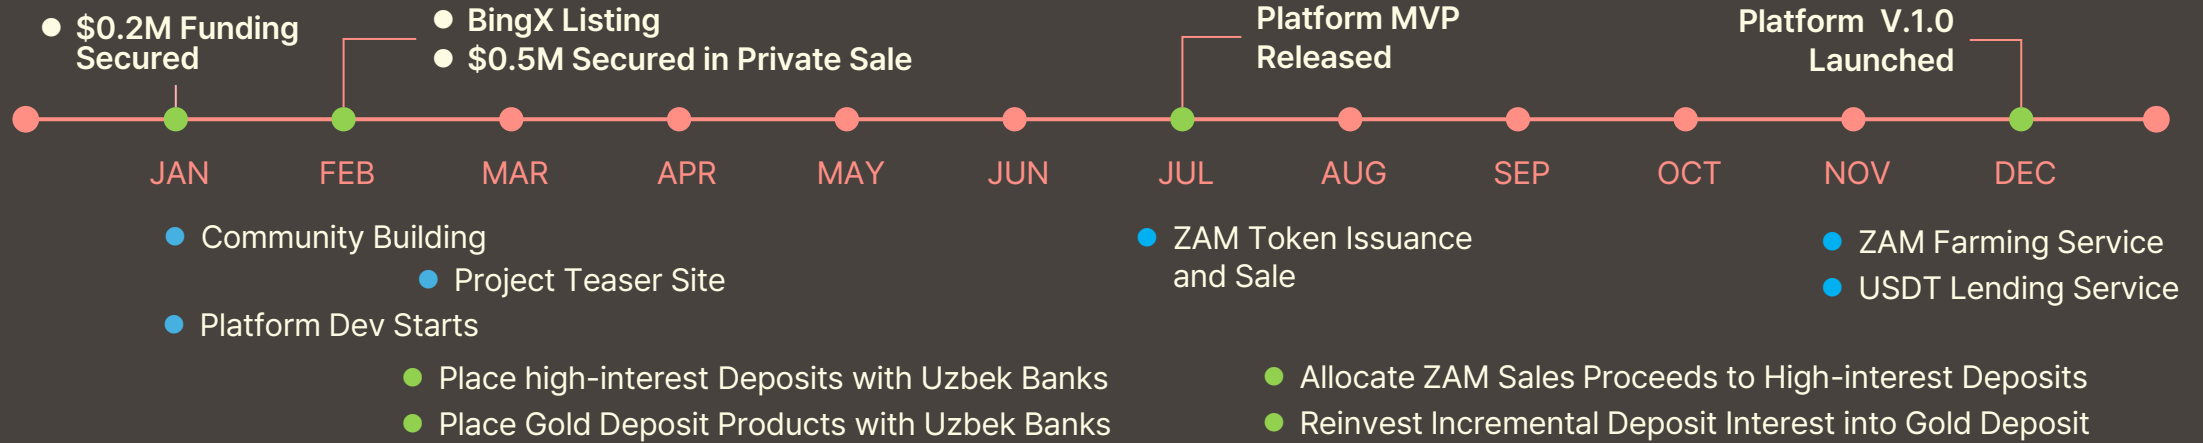 $0.2M Funding
Secured
BingX Listing
$0.5M Secured in Private Sale
Platform MVP
Released
Platform V.1.0
Launched
JAN FEB MAR APR MAY JUN JUL AUG SEP OCT NOV DEC
Community Building
Project Teaser Site
Platform Dev Starts
ZAM Token Issuance
and Sale
ZAM Farming Service
USDT Lending Service
Place high-interest Deposits with Uzbek Banks
Place Gold Deposit Products with Uzbek Banks
Allocate ZAM Sales Proceeds to High-interest Deposits
Reinvest Incremental Deposit Interest into Gold Deposit